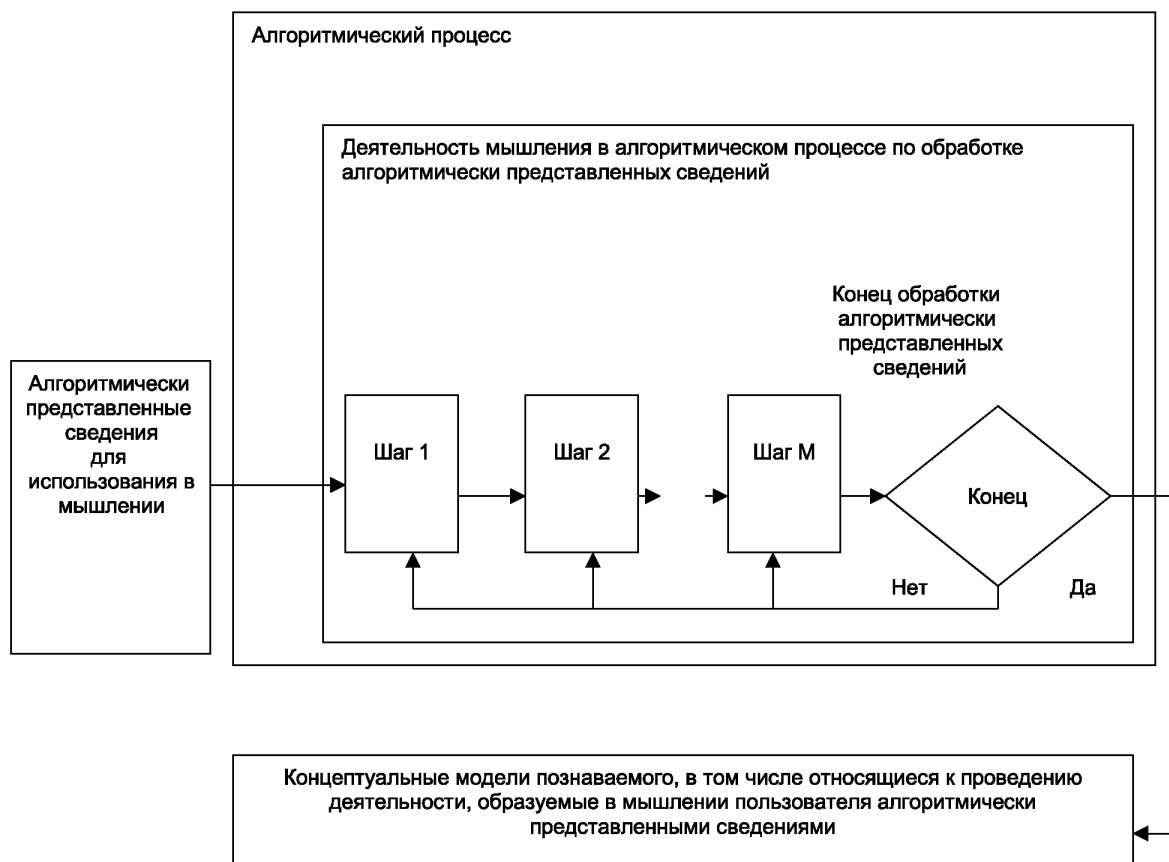 Алгоритмический процесс
Деятельность мышления в алгоритмическом процессе по обработке
алгоритмически представленных сведений
Конец обработки
алгоритмически
представленных
сведений
Алгоритмически
представленные
сведения
для
использования в
мышлении
Шаг 1
Шаг 2
Шаг М
Конец
Нет
Да
Концептуальные модели познаваемого, в том числе относящиеся к проведению
деятельности, образуемые в мышлении пользователя алгоритмически
представленными сведениями